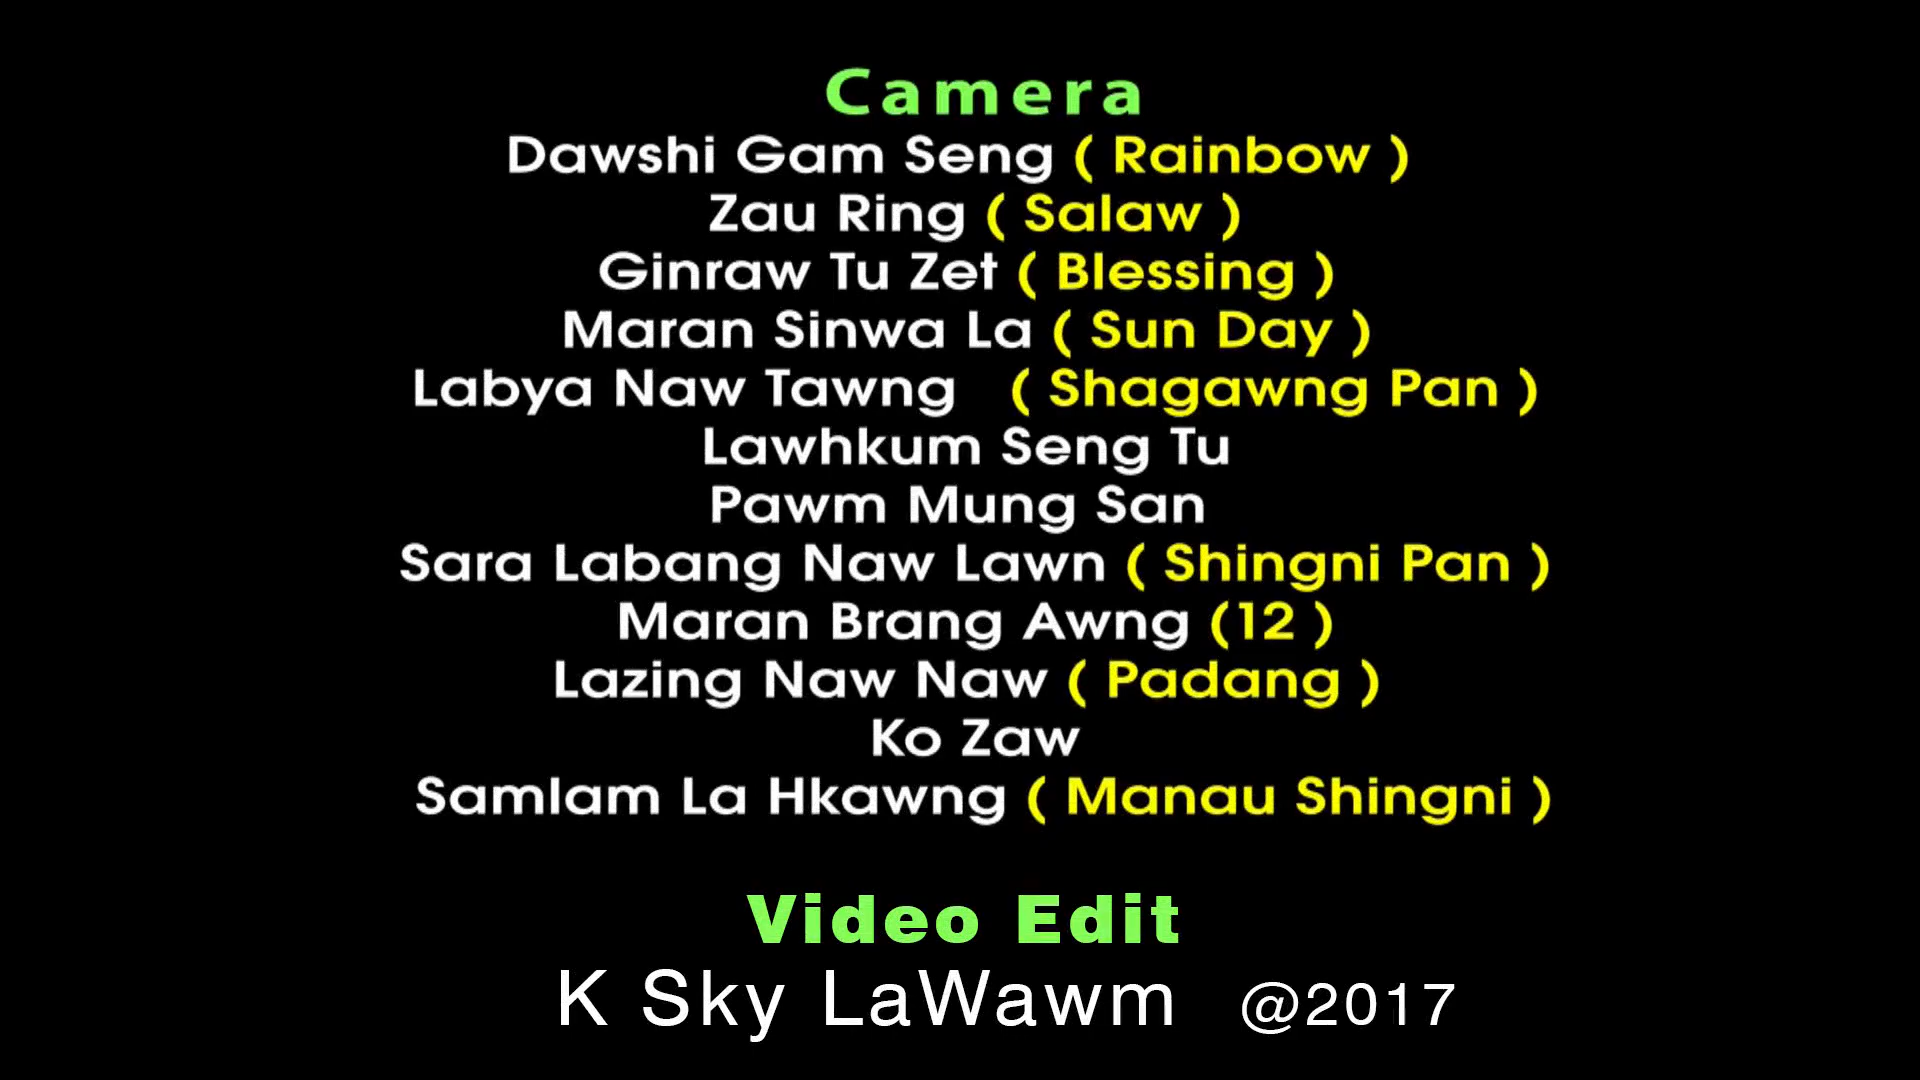 Camera
Dawshi Gam Seng ( Rainbow )
Zau Ring ( Salaw )
Ginraw Tu Zet ( Blessing )
Maran Sinwa La ( Sun Day )
Labya Naw Tawng ( Shagawng Pan )
Lawhkum Seng Tu
Pawm Mung San
Sara Labang Naw Lawn ( Shingni Pan )
Maran Brang Awng (12 )
Lazing Naw Naw ( Padang )
Ko Zaw
Samlam La Hkawng ( Manau Shingni )
Video Edit
K Sky LaWawm @2017